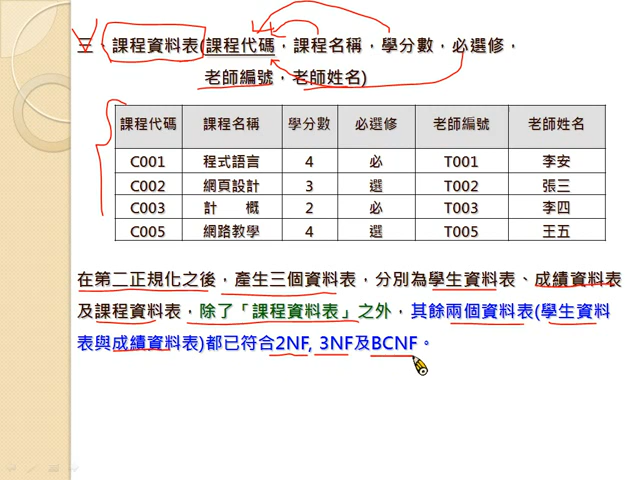 三、課程資料表(課程代碼，課程名稱，學分數，必選修，
老師編號，老師姓名)
課程代碼 課程名稱 學分數 必選修 老師編號 老師姓名
C001 程式語言 4 必 T001 李安
C002 網頁設計 3 選 T002 張三
C003 計　概 2 必 T003 李四
C005 網路教學 4 選 T005 王五
在第二正規化之後，產生三個資料表，分別為學生資料表、成績資料表
及課程資料表，除了「課程資料表」之外，其餘兩個資料表(學生資料
表與成績資料表)都已符合2NF, 3NF及BCNF。